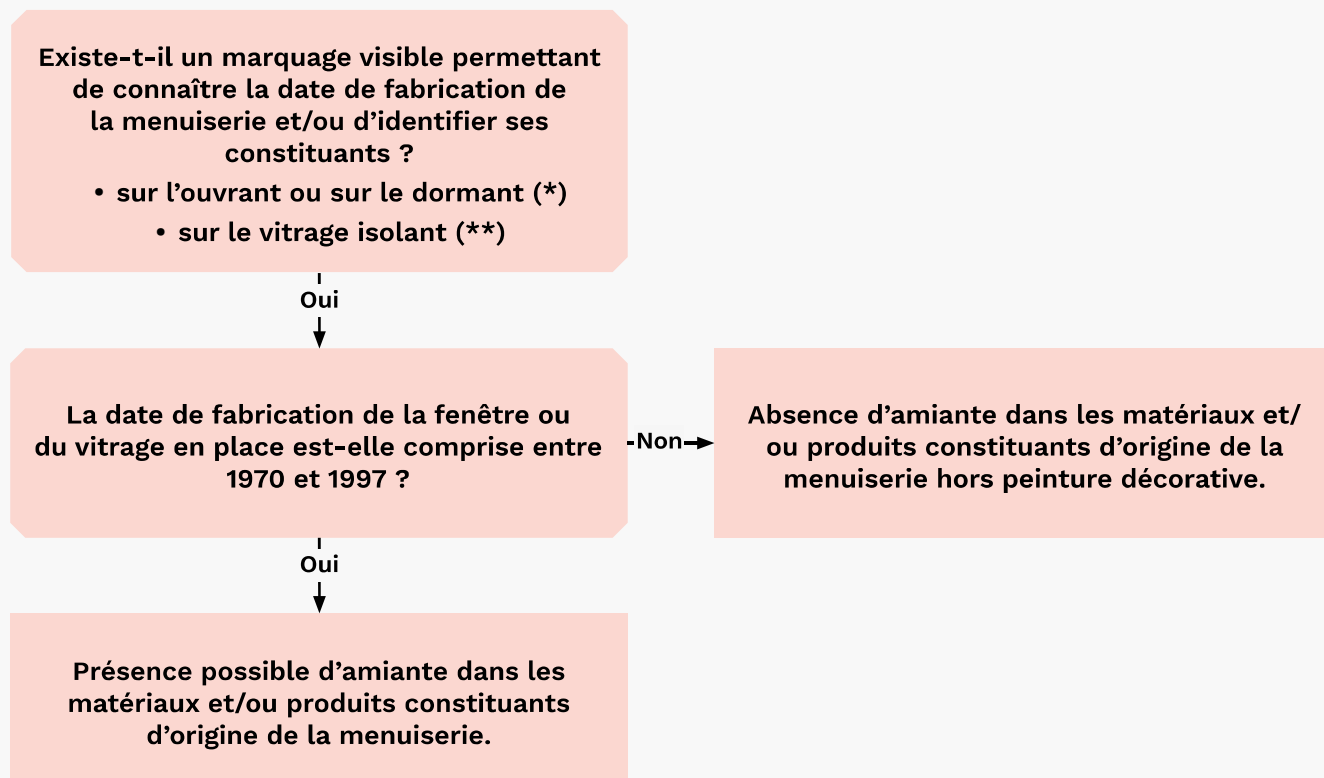 Existe-t-il un marquage visible permettant
de connaître la date de fabrication de
la menuiserie et/ou d’identifier ses
constituants ?
• sur l’ouvrant ou sur le dormant (*)
• sur le vitrage isolant (**)
Oui
La date de fabrication de la fenêtre ou
du vitrage en place est-elle comprise entre
1970 et 1997 ?
Non
Absence d’amiante dans les matériaux et/
ou produits constituants d’origine de la
menuiserie hors peinture décorative.
Oui
Présence possible d’amiante dans les
matériaux et/ou produits constituants
d’origine de la menuiserie.